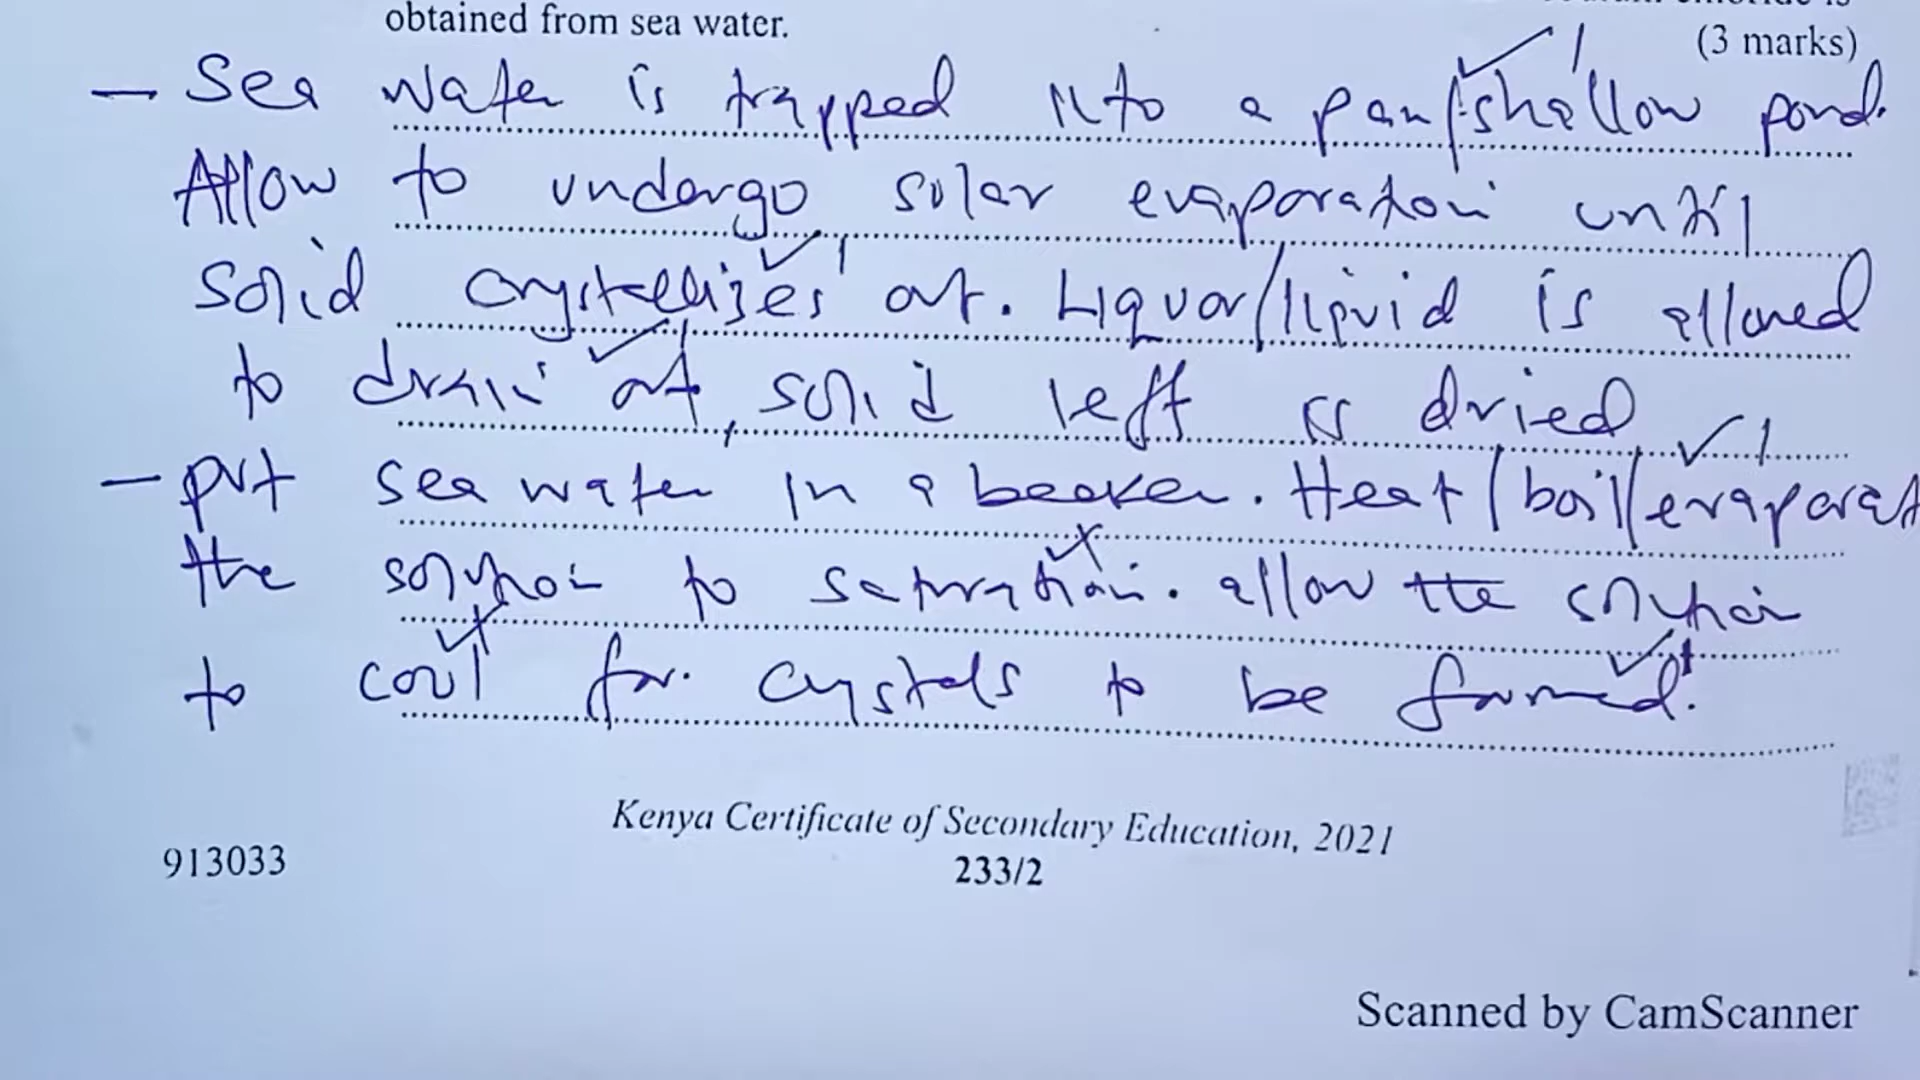 chloride is
obtained from sea water.
(3 marks)
- Sea water is trapped into a pan/shallow pond.
Allow to undergo solar evaporation until
solid crystallizes out. Liquor/liquid is allowed
to drain out, solid left is dried
- put sea water in a beaker. Heat/boil/evaporate
the solution to saturation. allow the solution
to cool for crystals to be formed.
Kenya Certificate of Secondary Education, 2021
913033
233/2
Scanned by CamScanner